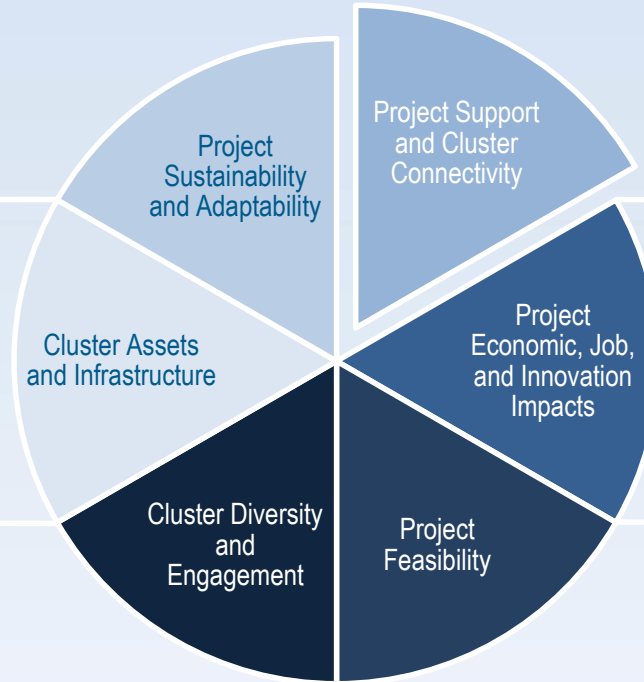 Project Support
and Cluster
Connectivity
Project
Economic, Job,
and Innovation
Impacts
Project
Feasibility
Cluster Diversity
and
Engagement
Cluster Assets
and Infrastructure
Project
Sustainability
and Adaptability